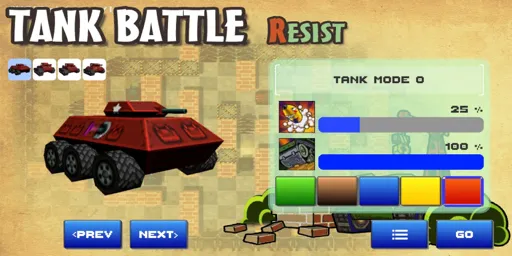 TANK BATTLE RESIST
TANK MODE 0
25 %
100 %
<PREV
NEXT>
GO